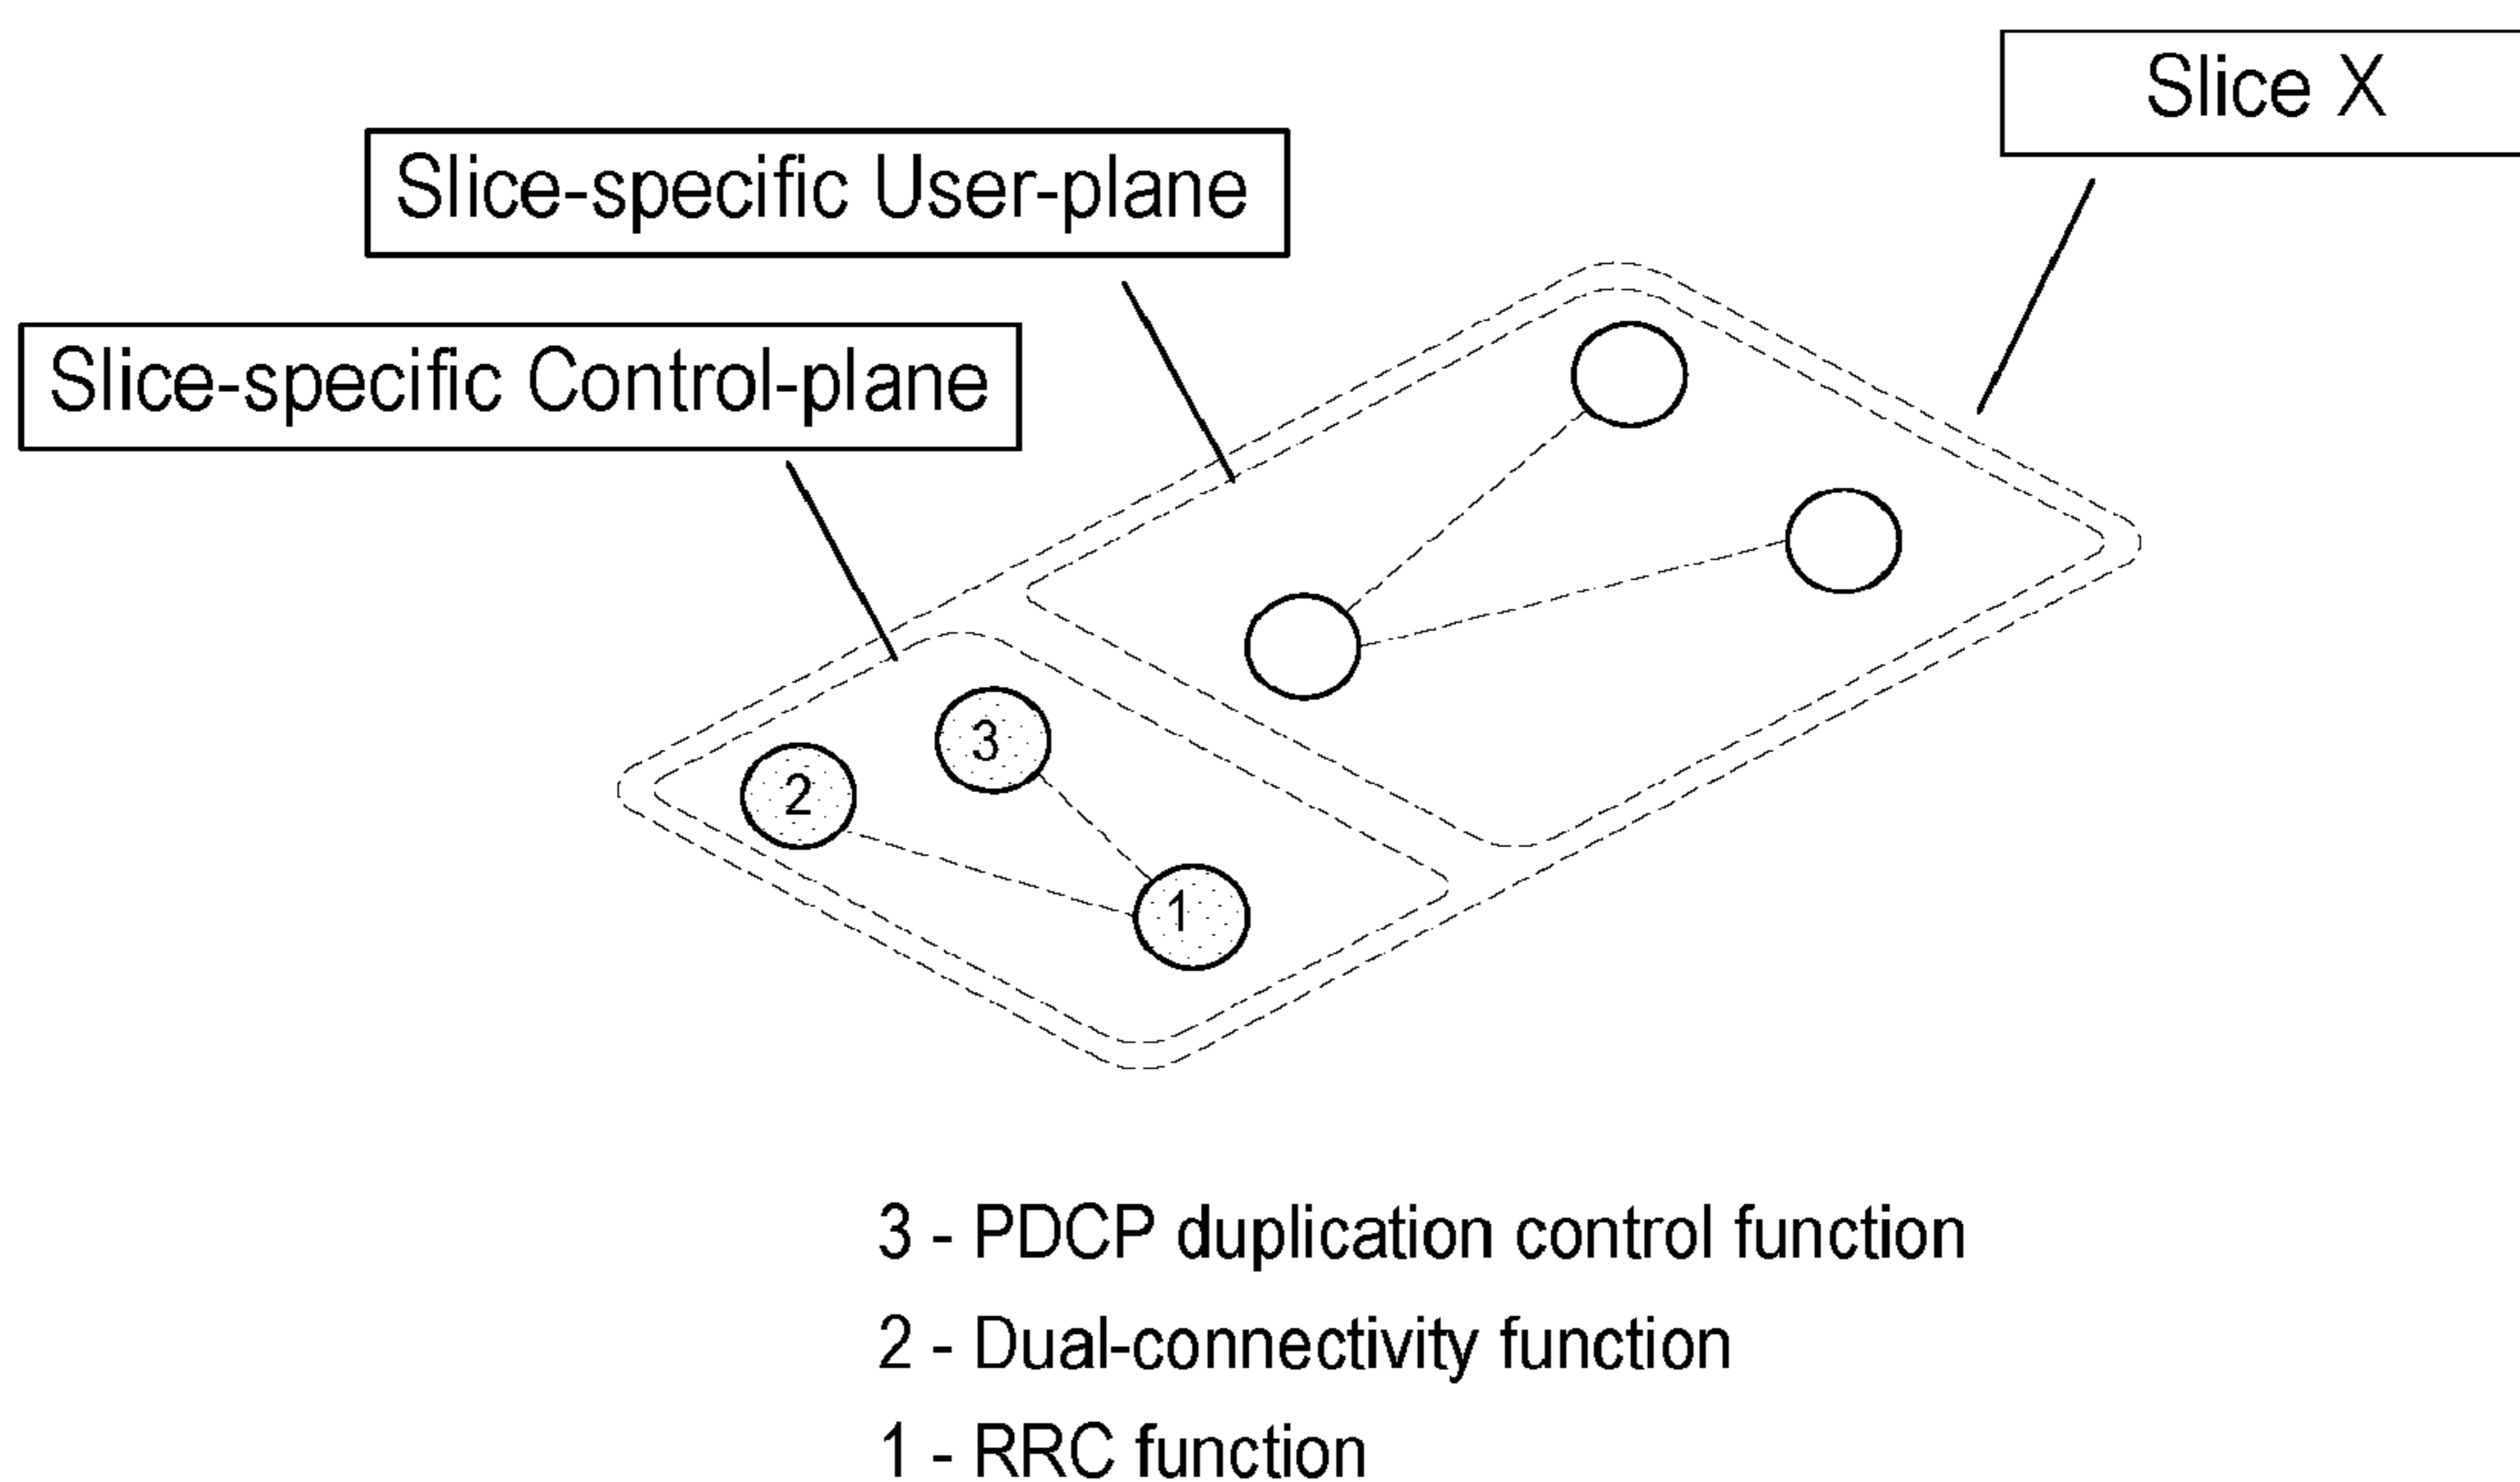 Slice X
Slice-specific User-plane
Slice-specific Control-plane
3
2
1
3 - PDCP duplication control function
2 - Dual-connectivity function
1 - RRC function